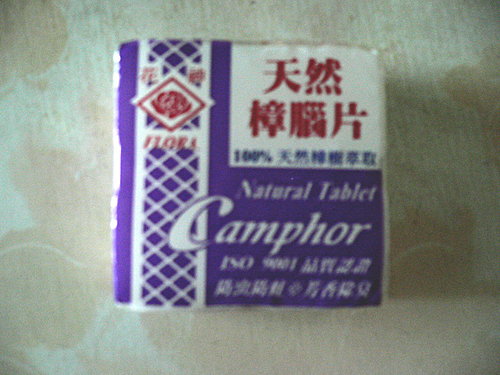 花 聯
FLORA
天然
樟腦片
100% 天然樟樹萃取
Natural Tablet
Camphor
ISO 9001 品質認證
防虫防蛀 ※ 芳香除臭